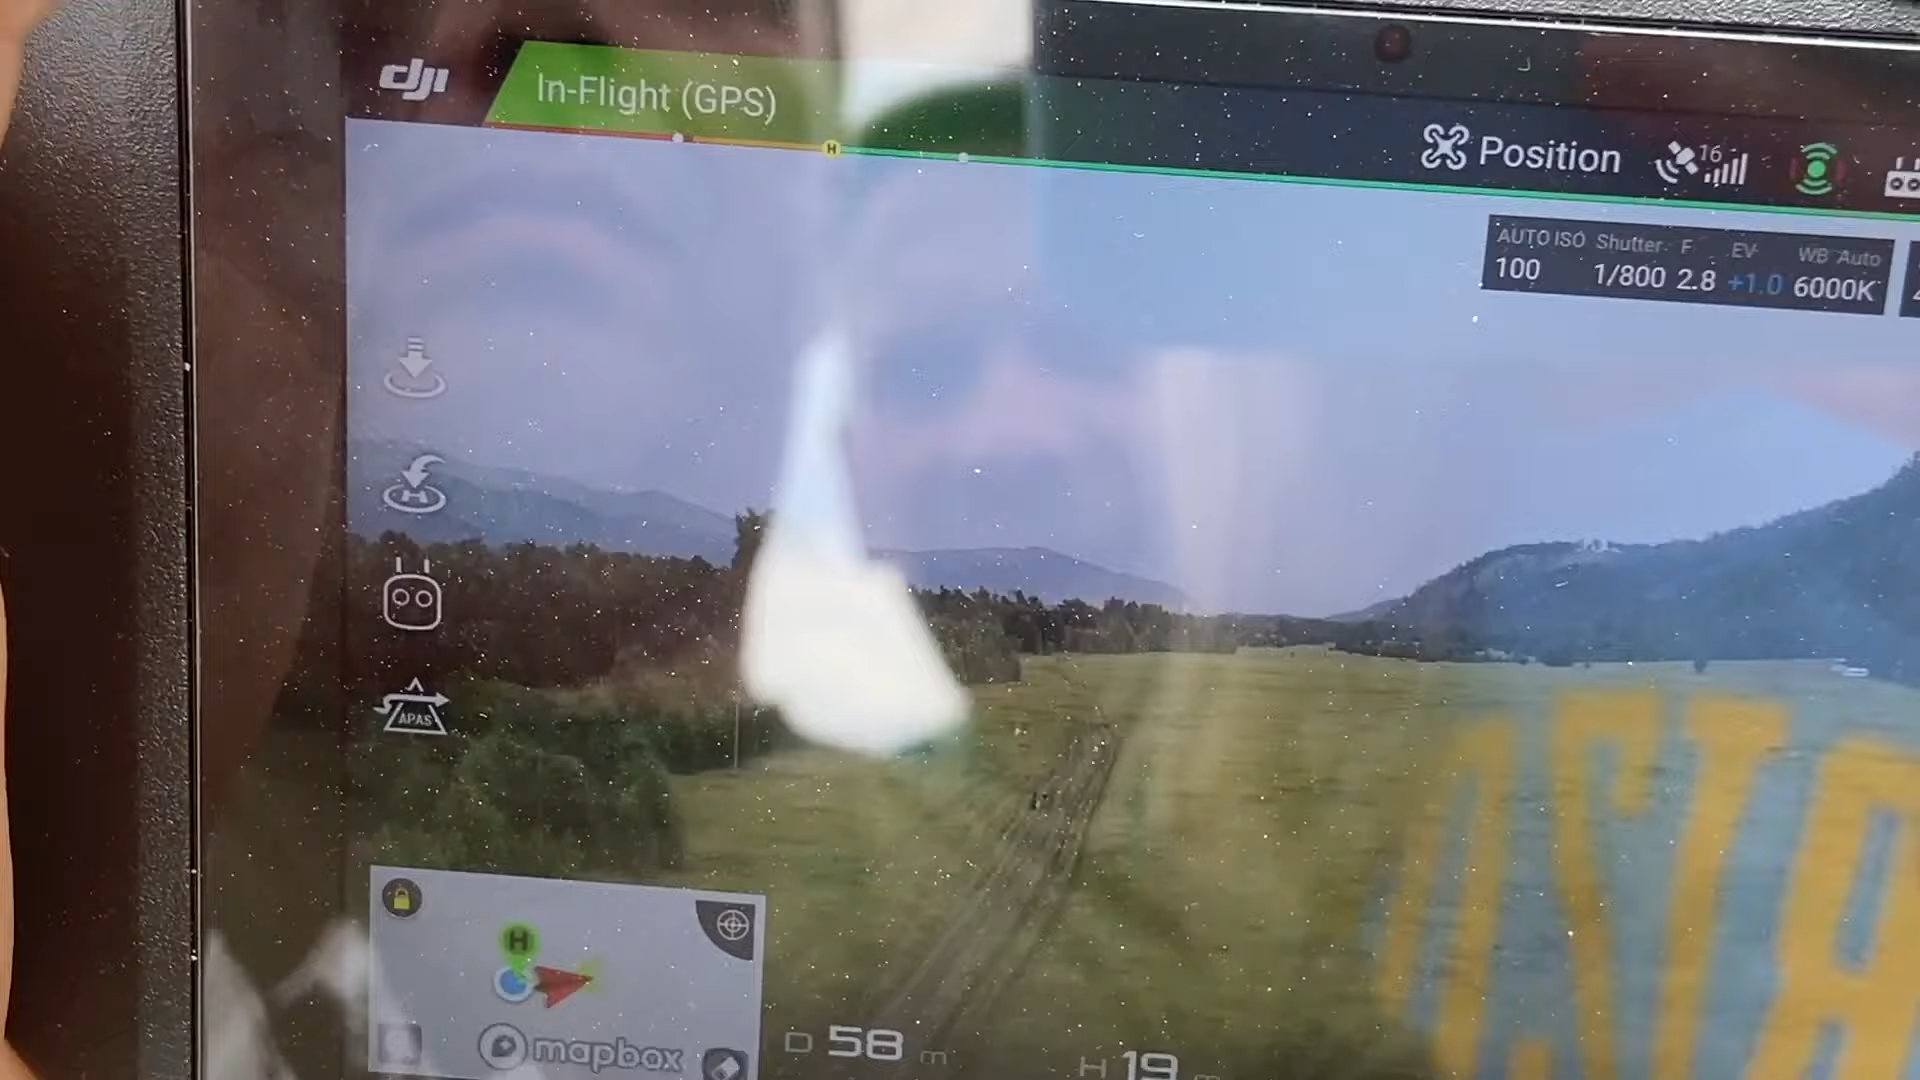 dji
In-Flight (GPS)
H
Position
16
AUTO ISO Shutter F EV WB Auto
100 1/800 2.8 +1.0 6000K
H
APAS
H
mapbox
D 58 m
H 19 m